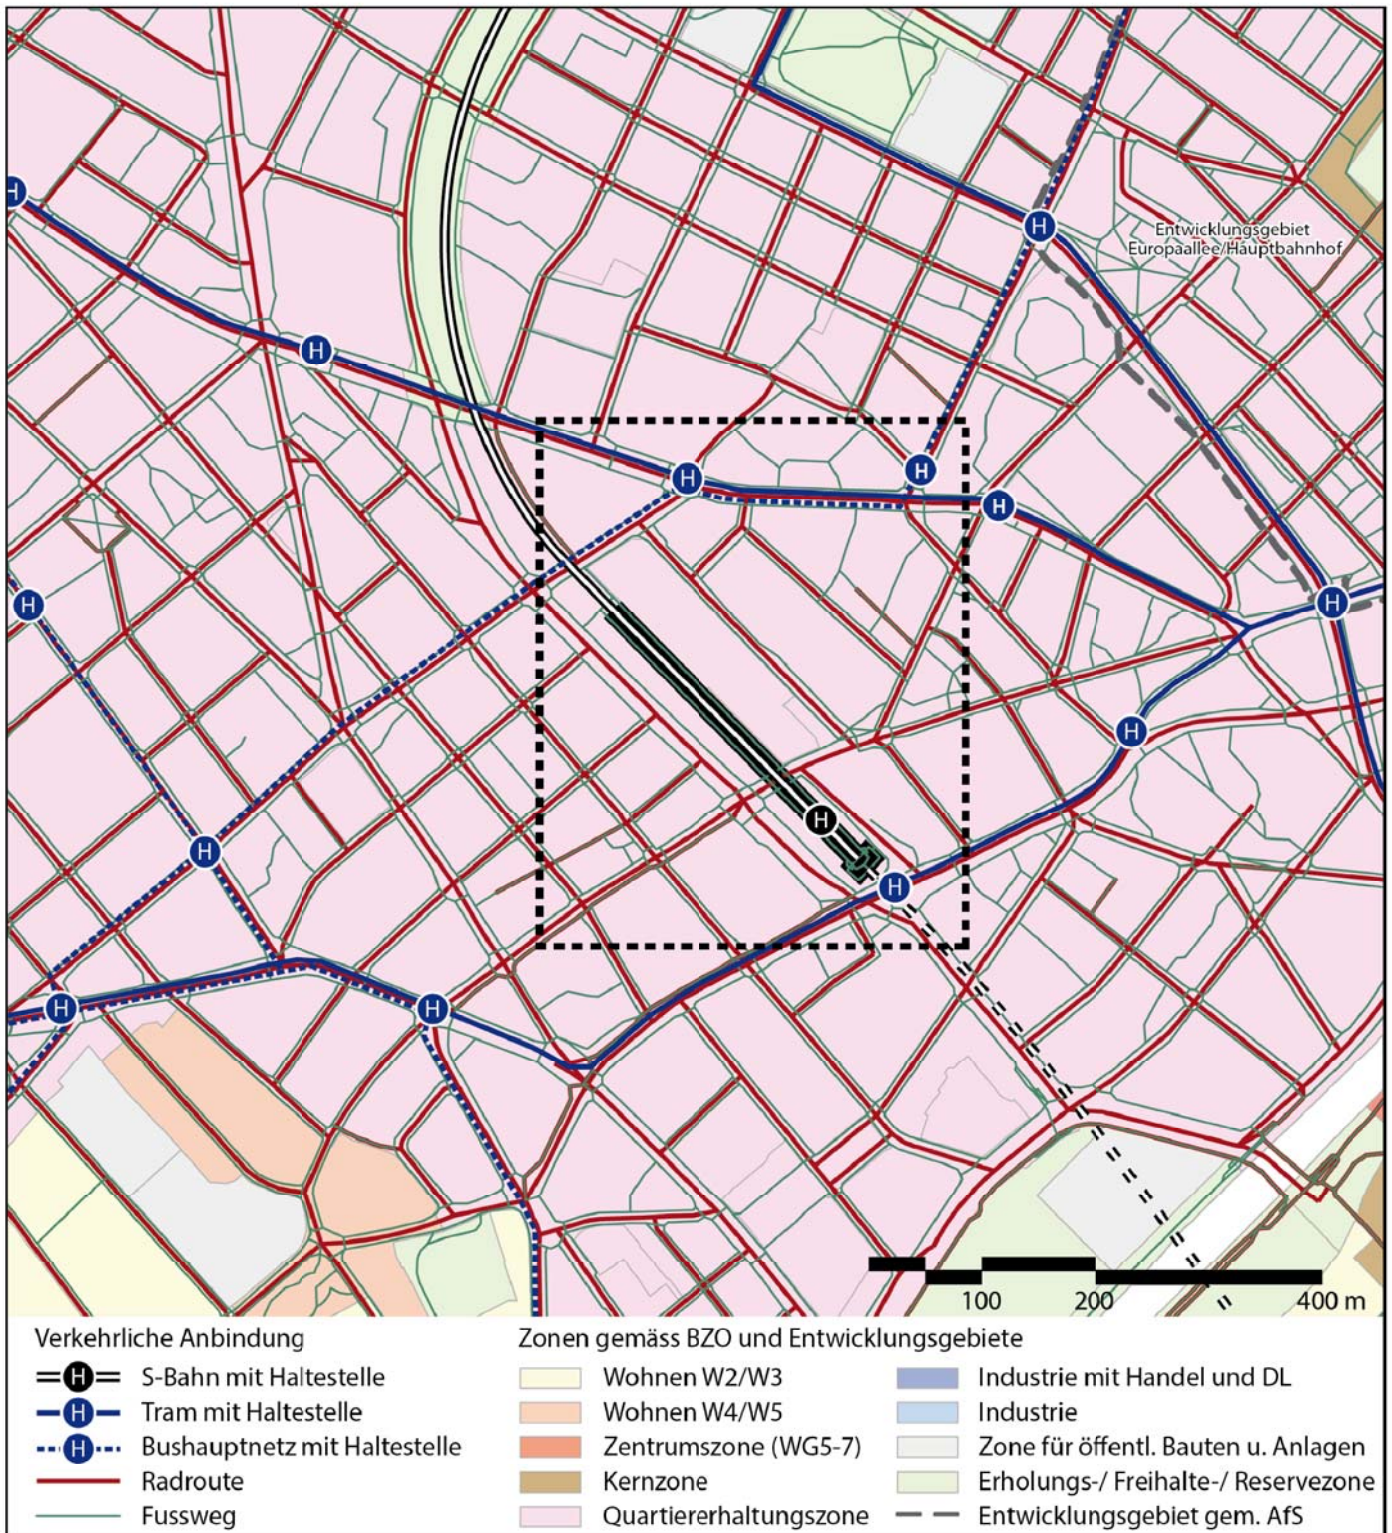 H
H
Entwicklungsgebiet
Europaallee/Hauptbahnhof
H
H
H
H
H
H
H
H
H
H
H
H
H
100
200
400 m
Verkehrliche Anbindung
H S-Bahn mit Haltestelle
H Tram mit Haltestelle
H Bushauptnetz mit Haltestelle
Radroute
Fussweg
Zonen gemäss BZO und Entwicklungsgebiete
Wohnen W2/W3
Wohnen W4/W5
Zentrumszone (WG5-7)
Kernzone
Quartiererhaltungszone
Industrie mit Handel und DL
Industrie
Zone für öffentl. Bauten u. Anlagen
Erholungs-/ Freihalte-/ Reservezone
Entwicklungsgebiet gem. AfS